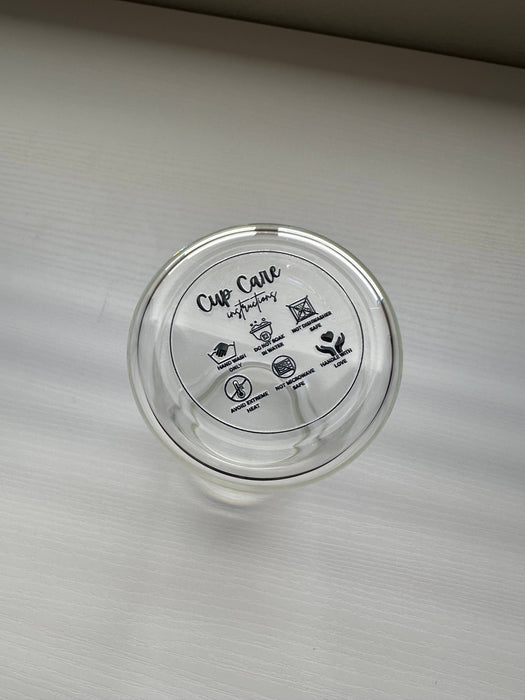 Cup Care
instructions
HAND WASH
ONLY
DO NOT SOAK
IN WATER
NOT DISHWASHER
SAFE
AVOID EXTREME
HEAT
NOT MICROWAVE
SAFE
HANDLE WITH
LOVE